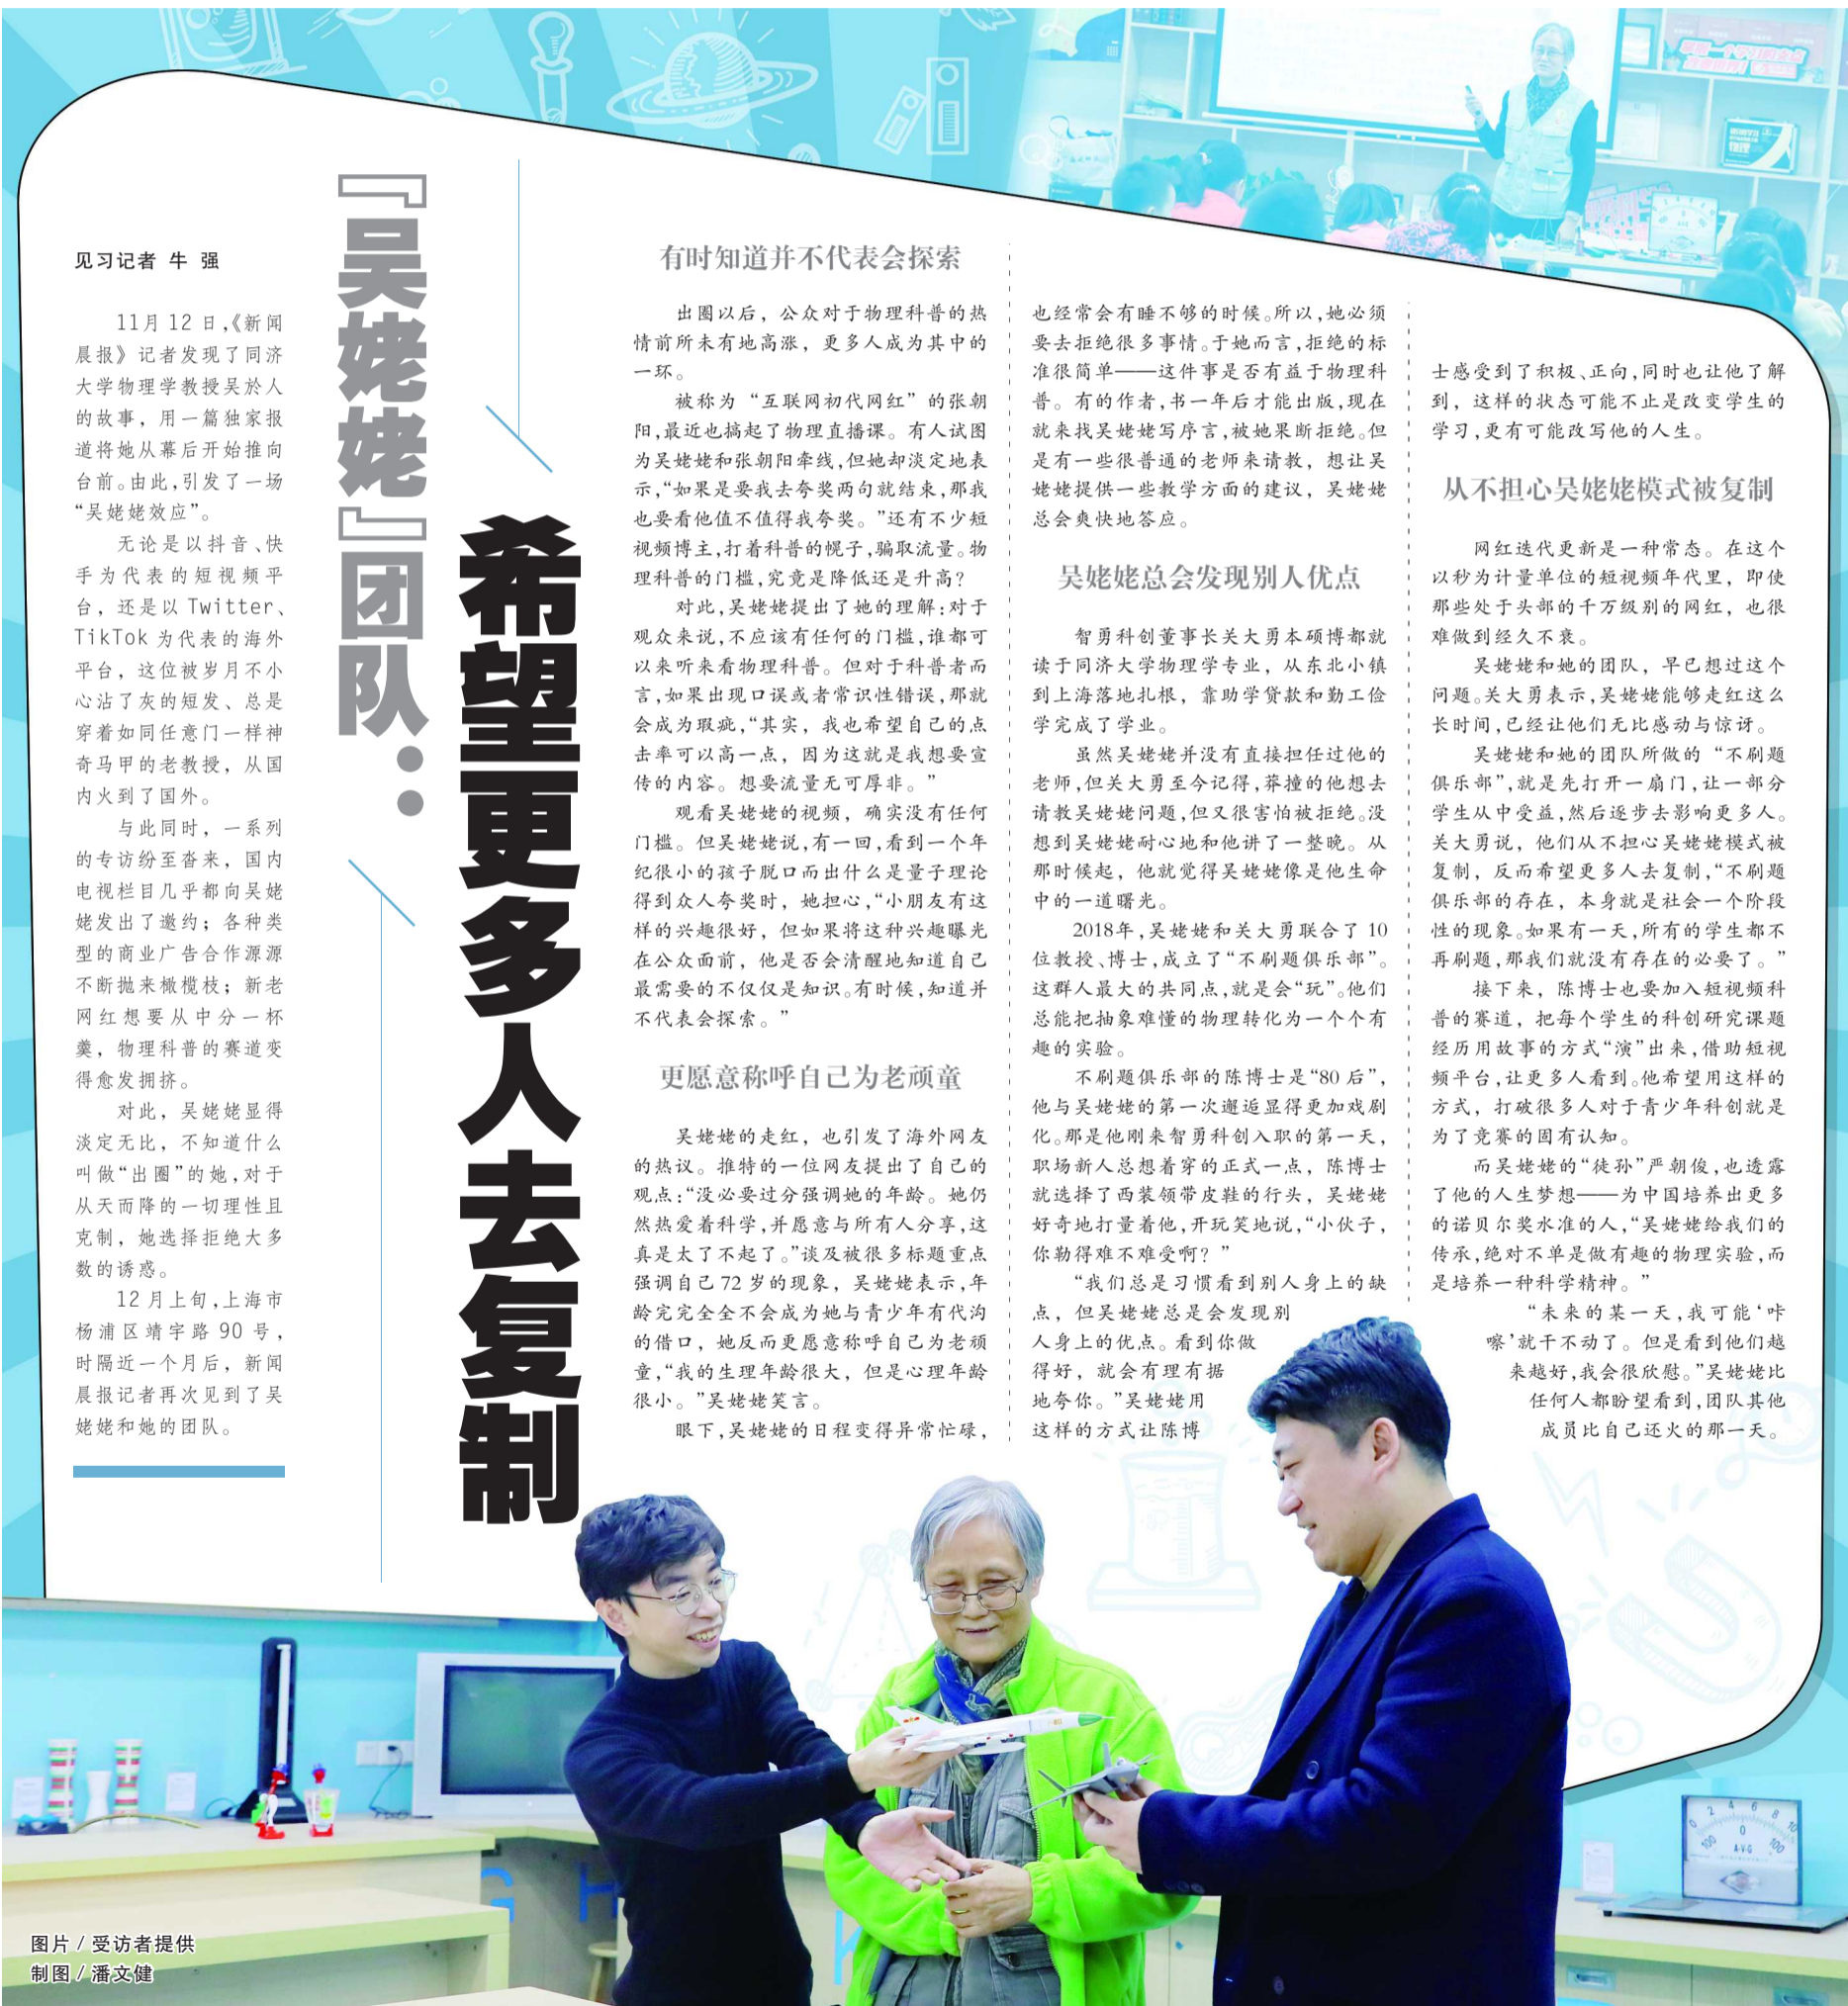 『吴姥姥』团队：
希望更多人去复制
见习记者 牛 强
11月 12 日，《新闻
晨报》记者发现了同济
大学物理学教授吴於人
的故事，用一篇独家报
道将她从幕后开始推向
台前。由此，引发了一场
“吴姥姥效应”。
无论是以抖音、快
手为代表的短视频平
台，还是以 Twitter、
TikTok 为代表的海外
平台，这位被岁月不小
心沾了灰的短发、总是
穿着如同任意门一样神
奇马甲的老教授，从国
内火到了国外。
与此同时，一系列
的专访纷至沓来，国内
电视栏目几乎都向吴姥
姥发出了邀约；各种类
型的商业广告合作源源
不断抛来橄榄枝；新老
网红想要从中分一杯
羹，物理科普的赛道变
得愈发拥挤。
对此，吴姥姥显得
淡定无比，不知道什么
叫做“出圈”的她，对于
从天而降的一切理性且
克制，她选择拒绝大多
数的诱惑。
12 月上旬，上海市
杨浦区靖宇路 90 号，
时隔近一个月后，新闻
晨报记者再次见到了吴
姥姥和她的团队。
有时知道并不代表会探索
出圈以后，公众对于物理科普的热
情前所未有地高涨，更多人成为其中的
一环。
被称为 “互联网初代网红” 的张朝
阳，最近也搞起了物理直播课。有人试图
为吴姥姥和张朝阳牵线，但她却淡定地表
示，“如果是要我去夸奖两句就结束，那我
也要看他值不值得我夸奖。”还有不少短
视频博主，打着科普的幌子，骗取流量。物
理科普的门槛，究竟是降低还是升高？
对此，吴姥姥提出了她的理解：对于
观众来说，不应该有任何的门槛，谁都可
以来听来看物理科普。但对于科普者而
言，如果出现口误或者常识性错误，那就
会成为瑕疵，“其实，我也希望自己的点
击率可以高一点，因为这就是我想要宣
传的内容。想要流量无可厚非。”
观看吴姥姥的视频，确实没有任何
门槛。但吴姥姥说，有一回，看到一个年
纪很小的孩子脱口而出什么是量子理论
得到众人夸奖时，她担心，“小朋友有这
样的兴趣很好，但如果将这种兴趣曝光
在公众面前，他是否会清醒地知道自己
最需要的不仅仅是知识。有时候，知道并
不代表会探索。”
更愿意称呼自己为老顽童
吴姥姥的走红，也引发了海外网友
的热议。推特的一位网友提出了自己的
观点：“没必要过分强调她的年龄。她仍
然热爱着科学，并愿意与所有人分享，这
真是太了不起了。”谈及被很多标题重点
强调自己 72 岁的现象，吴姥姥表示，年
龄完完全全不会成为她与青少年有代沟
的借口，她反而更愿意称呼自己为老顽
童，“我的生理年龄很大，但是心理年龄
很小。”吴姥姥笑言。
眼下，吴姥姥的日程变得异常忙碌，
也经常会有睡不够的时候。所以，她必须
要去拒绝很多事情。于她而言，拒绝的标
准很简单——这件事是否有益于物理科
普。有的作者，书一年后才能出版，现在
就来找吴姥姥写序言，被她果断拒绝。但
是有一些很普通的老师来请教，想让吴
姥姥提供一些教学方面的建议，吴姥姥
总会爽快地答应。
吴姥姥总会发现别人优点
智勇科创董事长关大勇本硕博都就
读于同济大学物理学专业，从东北小镇
到上海落地扎根，靠助学贷款和勤工俭
学完成了学业。
虽然吴姥姥并没有直接担任过他的
老师，但关大勇至今记得，莽撞的他想去
请教吴姥姥问题，但又很害怕被拒绝。没
想到吴姥姥耐心地和他讲了一整晚。从
那时候起，他就觉得吴姥姥像是他生命
中的一道曙光。
2018年，吴姥姥和关大勇联合了 10
位教授、博士，成立了“不刷题俱乐部”。
这群人最大的共同点，就是会“玩”。他们
总能把抽象难懂的物理转化为一个个有
趣的实验。
不刷题俱乐部的陈博士是“80 后”，
他与吴姥姥的第一次邂逅显得更加戏剧
化。那是他刚来智勇科创入职的第一天，
职场新人总想着穿的正式一点，陈博士
就选择了西装领带皮鞋的行头，吴姥姥
好奇地打量着他，开玩笑地说，“小伙子，
你勒得难不难受啊？”
“我们总是习惯看到别人身上的缺
点，但吴姥姥总是会发现别
人身上的优点。看到你做
得好，就会有理有据
地夸你。”吴姥姥用
这样的方式让陈博
士感受到了积极、正向，同时也让他了解
到，这样的状态可能不止是改变学生的
学习，更有可能改写他的人生。
从不担心吴姥姥模式被复制
网红迭代更新是一种常态。在这个
以秒为计量单位的短视频年代里，即使
那些处于头部的千万级别的网红，也很
难做到经久不衰。
吴姥姥和她的团队，早已想过这个
问题。关大勇表示，吴姥姥能够走红这么
长时间，已经让他们无比感动与惊讶。
吴姥姥和她的团队所做的 “不刷题
俱乐部”，就是先打开一扇门，让一部分
学生从中受益，然后逐步去影响更多人。
关大勇说，他们从不担心吴姥姥模式被
复制，反而希望更多人去复制，“不刷题
俱乐部的存在，本身就是社会一个阶段
性的现象。如果有一天，所有的学生都不
再刷题，那我们就没有存在的必要了。”
接下来，陈博士也要加入短视频科
普的赛道，把每个学生的科创研究课题
经历用故事的方式“演”出来，借助短视
频平台，让更多人看到。他希望用这样的
方式，打破很多人对于青少年科创就是
为了竞赛的固有认知。
而吴姥姥的“徒孙”严朝俊，也透露
了他的人生梦想——为中国培养出更多
的诺贝尔奖水准的人，“吴姥姥给我们的
传承，绝对不单是做有趣的物理实验，而
是培养一种科学精神。”
“未来的某一天，我可能‘咔
嚓’就干不动了。但是看到他们越
来越好，我会很欣慰。”吴姥姥比
任何人都盼望看到，团队其他
成员比自己还火的那一天。
图片 / 受访者提供
制图 / 潘文健